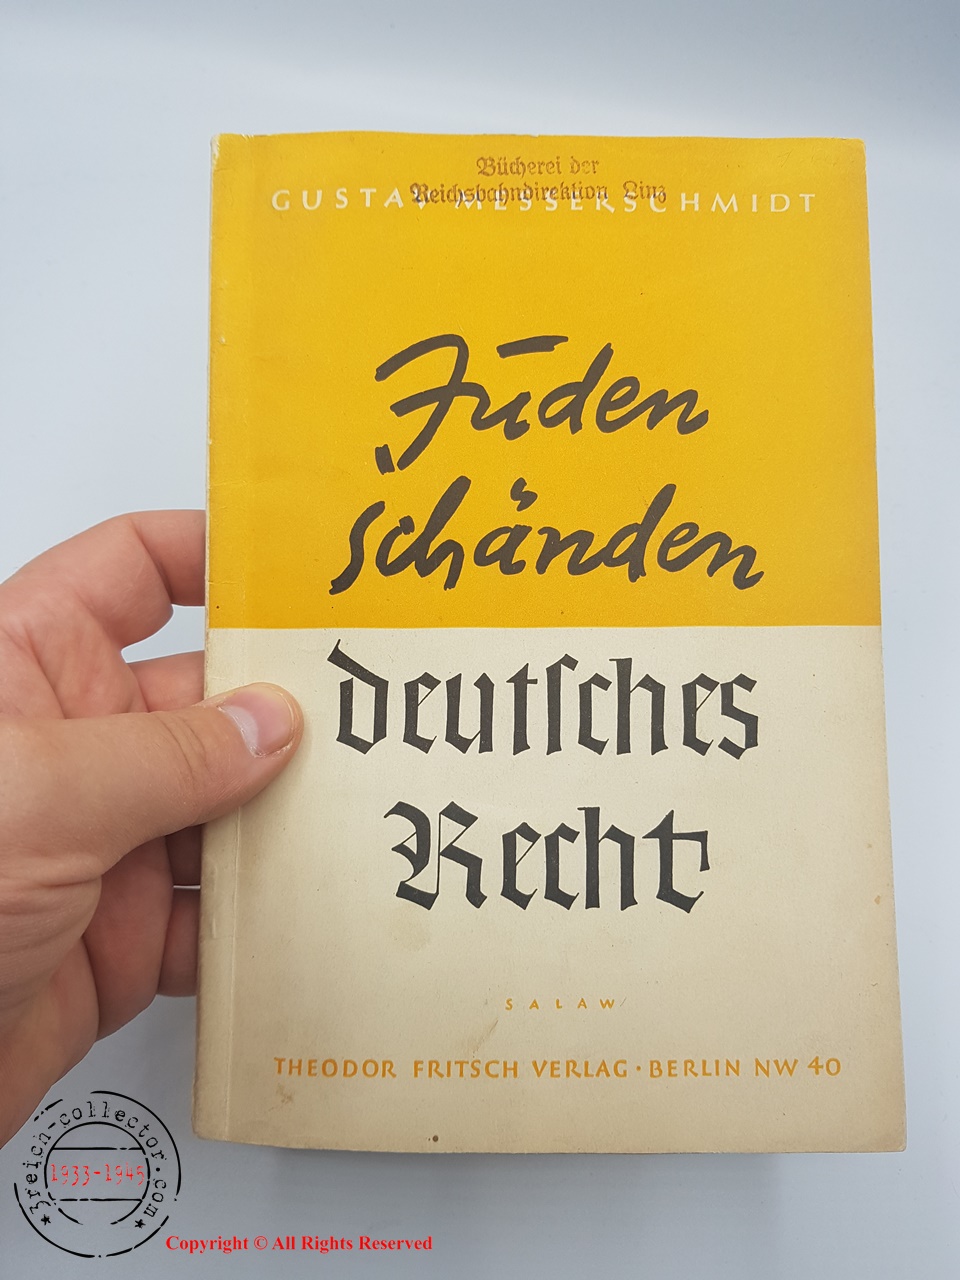 Bücherei der
Reichsbahndirektion Linz
GUSTAV MESSERSCHMIDT
Juden
schänden
deutsches
Recht
SALAW
THEODOR FRITSCH VERLAG · BERLIN NW 40
3reich-collector.com
1933-1945
Copyright © All Rights Reserved